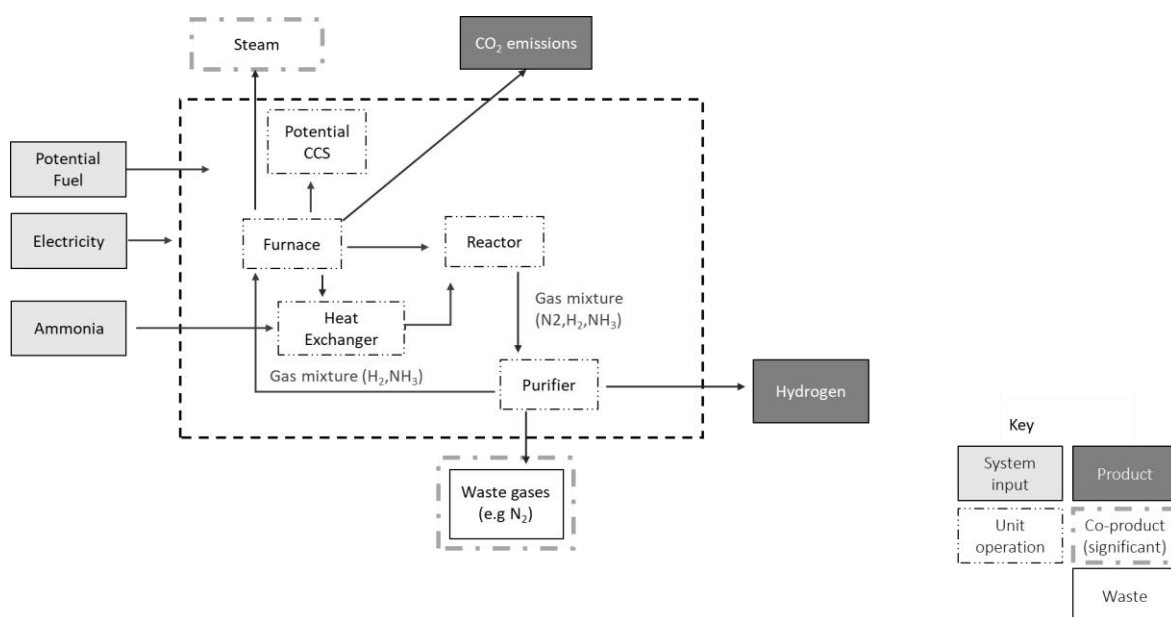 Steam
CO₂ emissions
Potential
CCS
Potential
Fuel
Electricity
Furnace
Reactor
Ammonia
Heat
Exchanger
Gas mixture
(N2,H₂,NH₃)
Gas mixture (H₂,NH₃)
Purifier
Hydrogen
Waste gases
(e.g N₂)
Key
System
input
Product
Unit
operation
Co-product
(significant)
Waste